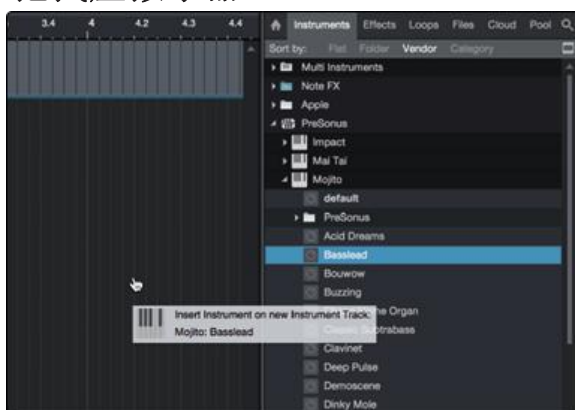 3.4 4 4.2 4.3 4.4
Instruments Effects Loops Files Cloud Pool
Sort by: Flat Folder Vendor Category
Multi Instruments
Note FX
Apple
PreSonus
Impact
Mai Tai
Mojito
default
PreSonus
Acid Dreams
Basslead
Bouwow
Buzzing
Insert Instrument on new Instrument Track:
Mojito: Basslead
Organ
Clavinet
Deep Pulse
Demoscene
Dinky Mole